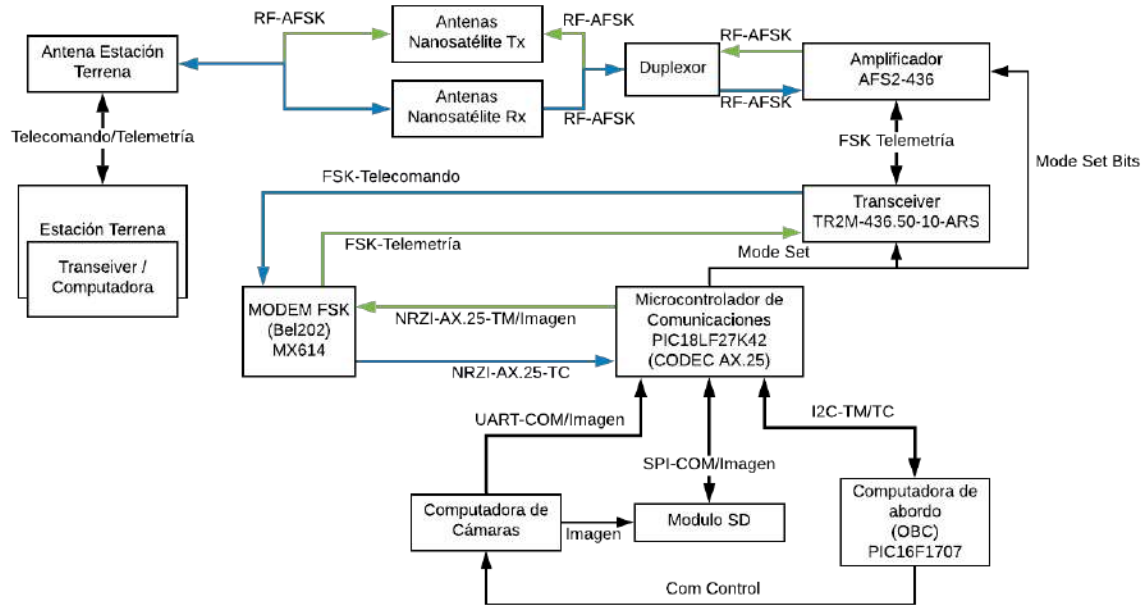 RF-AFSK
Antenas
Nanosatélite Tx
RF-AFSK
Antena Estación
Terrena
Duplexor
RF-AFSK
Amplificador
AFS2-436
Antenas
Nanosatélite Rx
RF-AFSK
RF-AFSK
Telecomando/Telemetría
FSK Telemetría
Mode Set Bits
FSK-Telecomando
Estación Terrena
Transeiver /
Computadora
Transceiver
TR2M-436.50-10-ARS
FSK-Telemetría
Mode Set
MODEM FSK
(Bel202)
MX614
NRZI-AX.25-TM/Imagen
NRZI-AX.25-TC
Microcontrolador de
Comunicaciones
PIC18LF27K42
(CODEC AX.25)
UART-COM/Imagen
I2C-TM/TC
SPI-COM/Imagen
Computadora de
Cámaras
Imagen
Modulo SD
Computadora de
abordo
(OBC)
PIC16F1707
Com Control